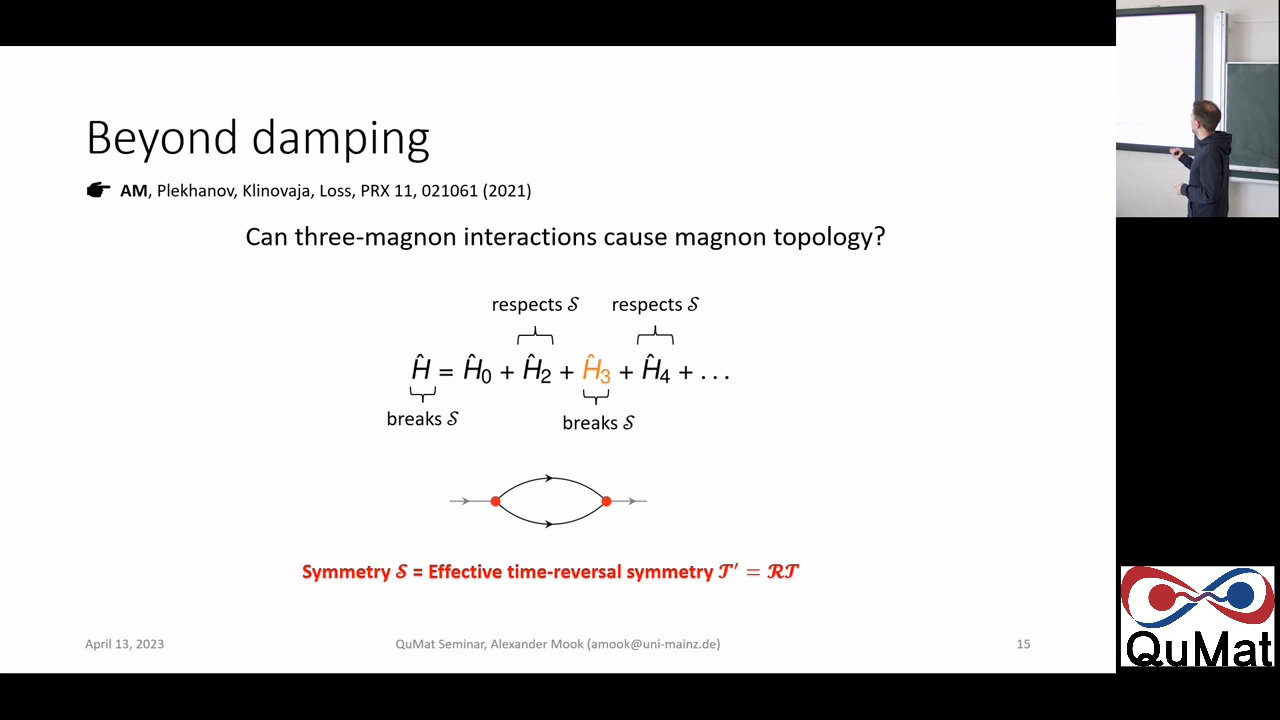 Beyond damping
☛ AM, Plekhanov, Klinovaja, Loss, PRX 11, 021061 (2021)
Can three-magnon interactions cause magnon topology?
respects 𝒮 respects 𝒮
Ĥ = Ĥ₀ + Ĥ₂ + Ĥ₃ + Ĥ₄ + . . .
breaks 𝒮 breaks 𝒮
Symmetry 𝓢 = Effective time-reversal symmetry 𝓣′ = 𝓡𝓣
April 13, 2023 QuMat Seminar, Alexander Mook (amook@uni-mainz.de) 15
QuMat